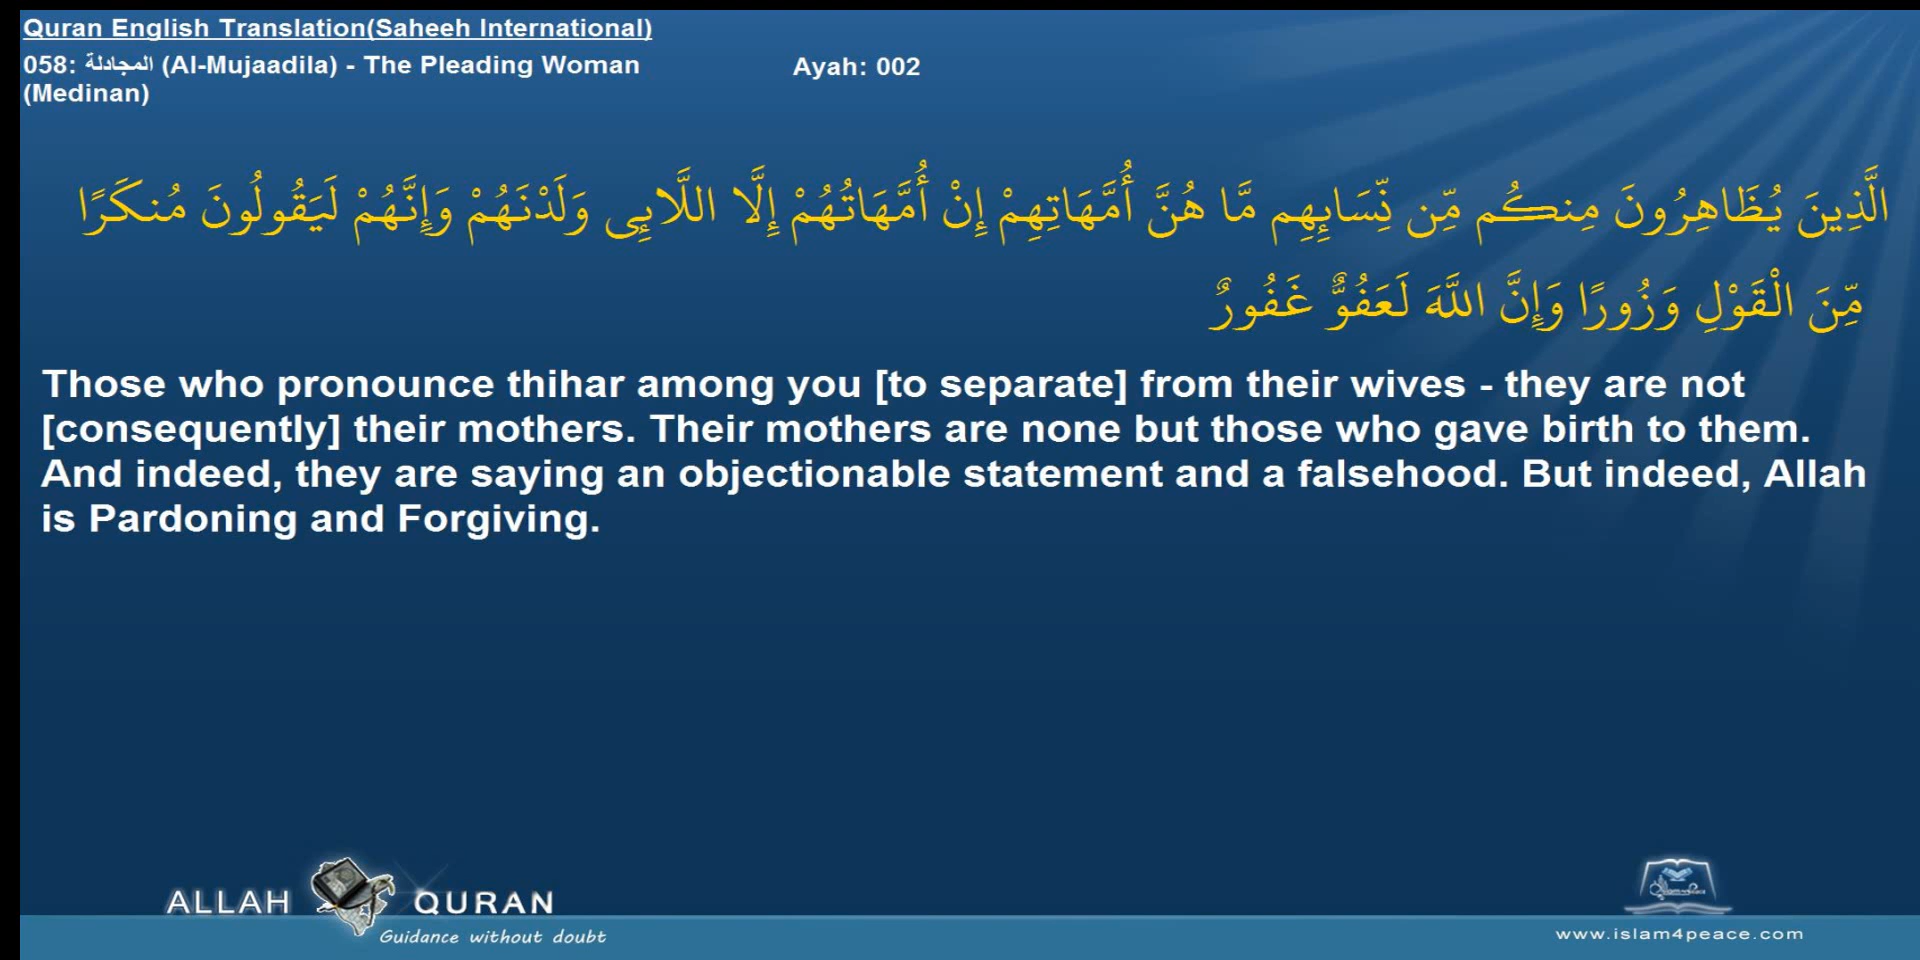 Quran English Translation(Saheeh International)
058: المجادلة (Al-Mujaadila) - The Pleading Woman
(Medinan)
Ayah: 002
الَّذِينَ يُظَاهِرُونَ مِنكُم مِّن نِّسَائِهِم مَّا هُنَّ أُمَّهَاتِهِمْ إِنْ أُمَّهَاتُهُمْ إِلَّا اللَّائِي وَلَدْنَهُمْ وَإِنَّهُمْ لَيَقُولُونَ مُنكَرًا
مِّنَ الْقَوْلِ وَزُورًا وَإِنَّ اللَّهَ لَعَفُوٌّ غَفُورٌ
Those who pronounce thihar among you [to separate] from their wives - they are not
[consequently] their mothers. Their mothers are none but those who gave birth to them.
And indeed, they are saying an objectionable statement and a falsehood. But indeed, Allah
is Pardoning and Forgiving.
ALLAH QURAN
Guidance without doubt
www.islam4peace.com